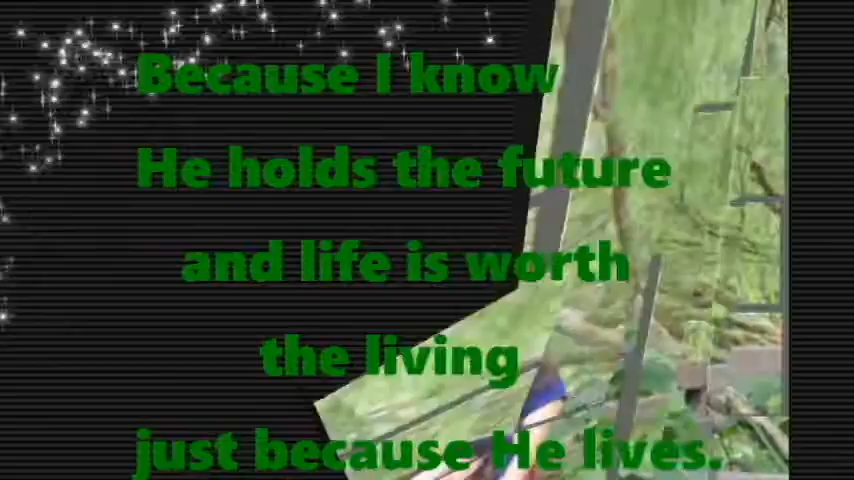 Because I know
He holds the future
and life is worth
the living
just because He lives.